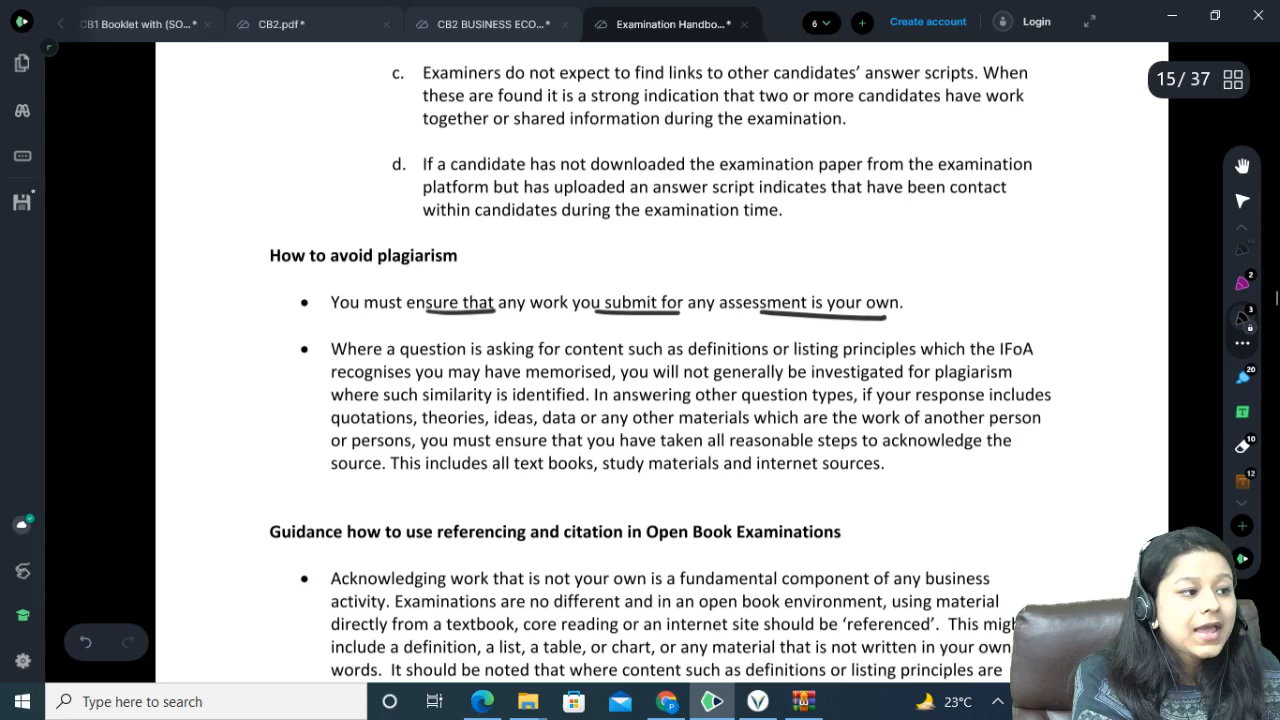 CB1 Booklet with (SO...*
CB2.pdf*
CB2 BUSINESS ECO...*
Examination Handbo...*
6
Create account
Login
15/ 37
c. Examiners do not expect to find links to other candidates' answer scripts. When
these are found it is a strong indication that two or more candidates have work
together or shared information during the examination.
d. If a candidate has not downloaded the examination paper from the examination
platform but has uploaded an answer script indicates that have been contact
within candidates during the examination time.
How to avoid plagiarism
• You must ensure that any work you submit for any assessment is your own.
• Where a question is asking for content such as definitions or listing principles which the IFoA
recognises you may have memorised, you will not generally be investigated for plagiarism
where such similarity is identified. In answering other question types, if your response includes
quotations, theories, ideas, data or any other materials which are the work of another person
or persons, you must ensure that you have taken all reasonable steps to acknowledge the
source. This includes all text books, study materials and internet sources.
Guidance how to use referencing and citation in Open Book Examinations
• Acknowledging work that is not your own is a fundamental component of any business
activity. Examinations are no different and in an open book environment, using material
directly from a textbook, core reading or an internet site should be 'referenced'. This migh
include a definition, a list, a table, or chart, or any material that is not written in your own
words. It should be noted that where content such as definitions or listing principles are
2
3
20
T
10
12
Type here to search
23°C